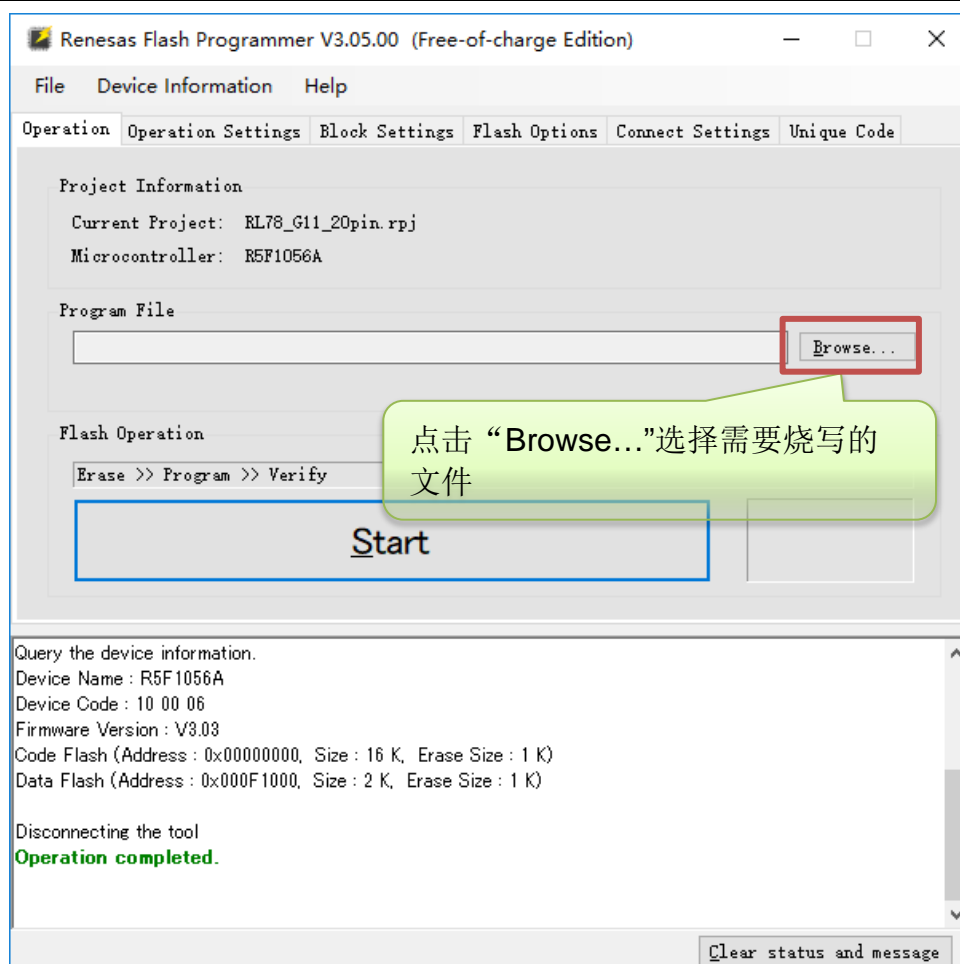 Renesas Flash Programmer V3.05.00 (Free-of-charge Edition)
File Device Information Help
Operation Operation Settings Block Settings Flash Options Connect Settings Unique Code
Project Information
Current Project: RL78_G11_20pin.rpj
Microcontroller: R5F1056A
Program File
Browse...
点击“Browse…”选择需要烧写的
文件
Flash Operation
Erase >> Program >> Verify
Start
Query the device information.
Device Name : R5F1056A
Device Code : 10 00 06
Firmware Version : V3.03
Code Flash (Address : 0x00000000, Size : 16 K, Erase Size : 1 K)
Data Flash (Address : 0x000F1000, Size : 2 K, Erase Size : 1 K)
Disconnecting the tool
Operation completed.
Clear status and message